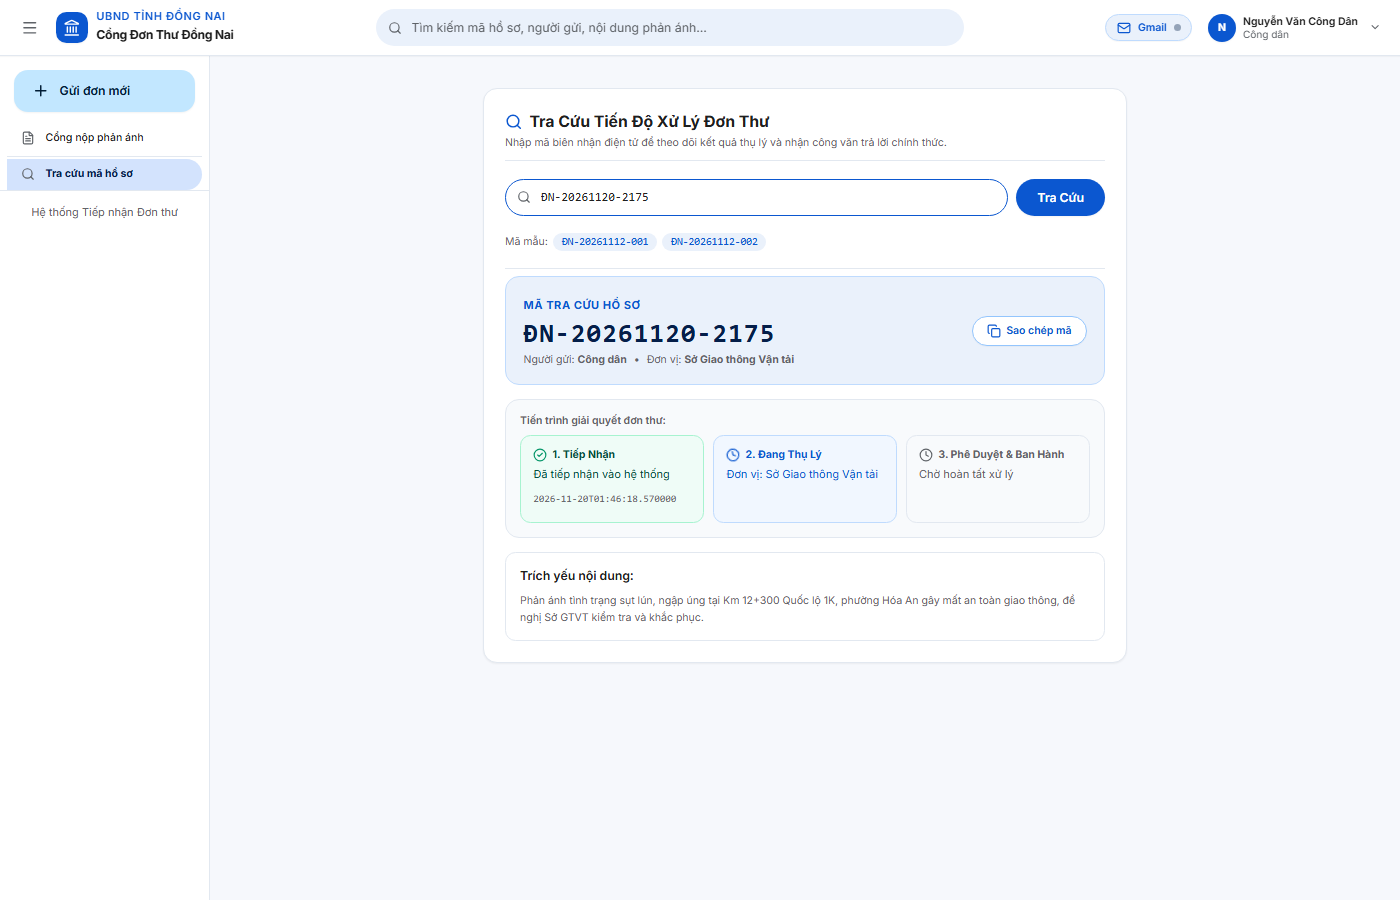 UBND TỈNH ĐỒNG NAI
Cổng Đơn Thư Đồng Nai
Tìm kiếm mã hồ sơ, người gửi, nội dung phản ánh...
Gmail
N
Nguyễn Văn Công Dân
Công dân
Gửi đơn mới
Cổng nộp phản ánh
Tra cứu mã hồ sơ
Hệ thống Tiếp nhận Đơn thư
Tra Cứu Tiến Độ Xử Lý Đơn Thư
Nhập mã biên nhận điện tử để theo dõi kết quả thụ lý và nhận công văn trả lời chính thức.
ĐN-20261120-2175
Tra Cứu
Mã mẫu: ĐN-20261112-001 ĐN-20261112-002
MÃ TRA CỨU HỒ SƠ
ĐN-20261120-2175
Sao chép mã
Người gửi: Công dân • Đơn vị: Sở Giao thông Vận tải
Tiến trình giải quyết đơn thư:
1. Tiếp Nhận
Đã tiếp nhận vào hệ thống
2026-11-20T01:46:18.570000
2. Đang Thụ Lý
Đơn vị: Sở Giao thông Vận tải
3. Phê Duyệt & Ban Hành
Chờ hoàn tất xử lý
Trích yếu nội dung:
Phản ánh tình trạng sụt lún, ngập úng tại Km 12+300 Quốc lộ 1K, phường Hóa An gây mất an toàn giao thông, đề
nghị Sở GTVT kiểm tra và khắc phục.